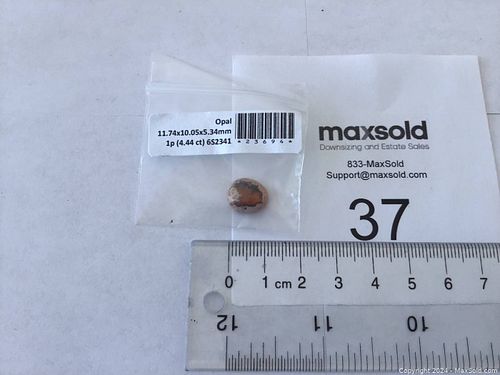 Opal
11.74x10.05x5.34mm
1p (4.44 ct) 6S2341
*23694*
maxsold
Downsizing and Estate Sales
833-MaxSold
Support@maxsold.com
37
0 1 cm 2 3 4 5 6 7
12 11 10
Copyright 2024 - MaxSold.com